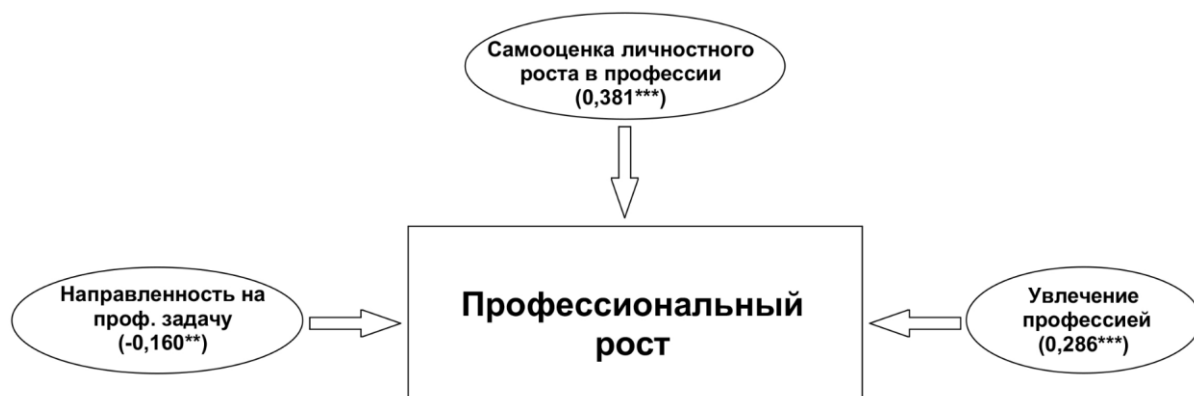 Самооценка личностного
роста в профессии
(0,381***)
Направленность на
проф. задачу
(-0,160**)
Профессиональный
рост
Увлечение
профессией
(0,286***)